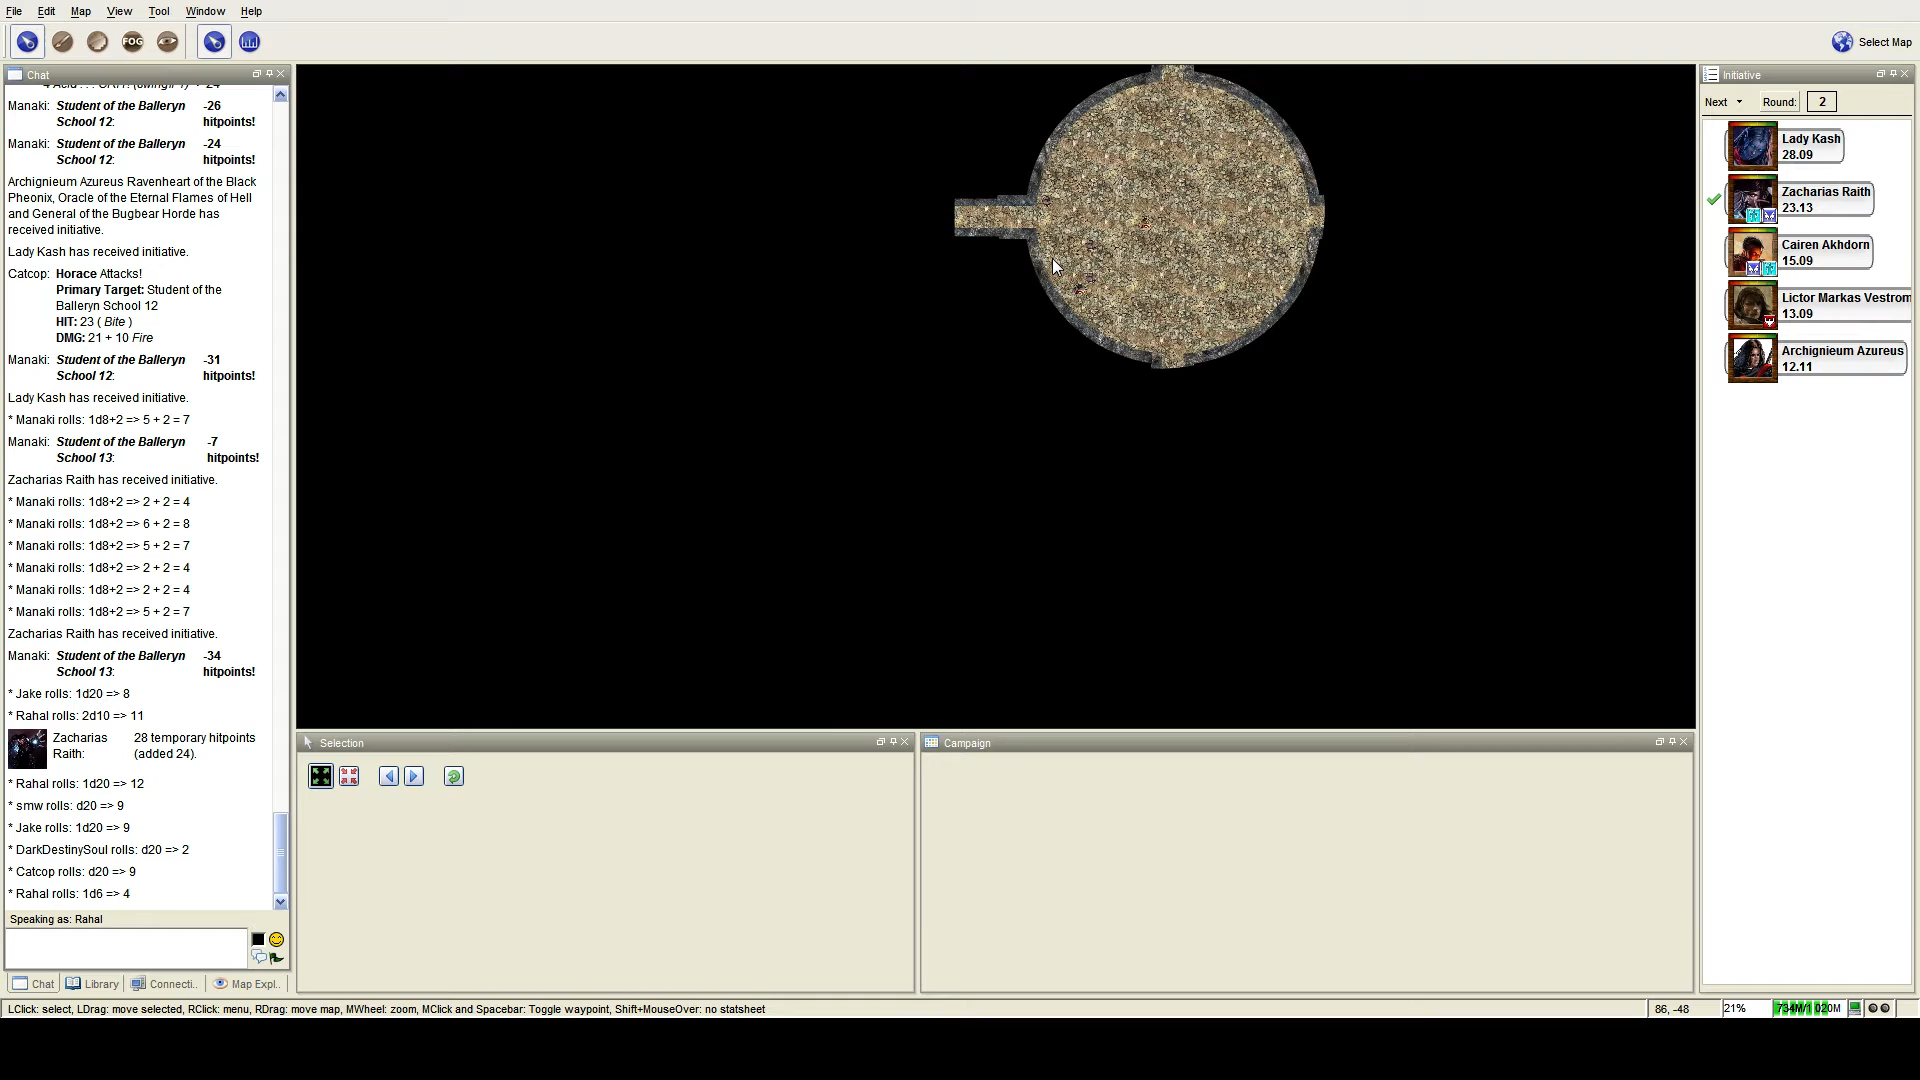 File Edit Map View Tool Window Help
FOG
Select Map
Chat
Initiative
Next Round: 2
Manaki: Student of the Balleryn -26
School 12: hitpoints!
Manaki: Student of the Balleryn -24
School 12: hitpoints!
Archignieum Azureus Ravenheart of the Black
Pheonix, Oracle of the Eternal Flames of Hell
and General of the Bugbear Horde has
received initiative.
Lady Kash has received initiative.
Catcop: Horace Attacks!
Primary Target: Student of the
Balleryn School 12
HIT: 23 ( Bite )
DMG: 21 + 10 Fire
Manaki: Student of the Balleryn -31
School 12: hitpoints!
Lady Kash has received initiative.
* Manaki rolls: 1d8+2 => 5 + 2 = 7
Manaki: Student of the Balleryn -7
School 13: hitpoints!
Zacharias Raith has received initiative.
* Manaki rolls: 1d8+2 => 2 + 2 = 4
* Manaki rolls: 1d8+2 => 6 + 2 = 8
* Manaki rolls: 1d8+2 => 5 + 2 = 7
* Manaki rolls: 1d8+2 => 2 + 2 = 4
* Manaki rolls: 1d8+2 => 2 + 2 = 4
* Manaki rolls: 1d8+2 => 5 + 2 = 7
Zacharias Raith has received initiative.
Manaki: Student of the Balleryn -34
School 13: hitpoints!
* Jake rolls: 1d20 => 8
* Rahal rolls: 2d10 => 11
Zacharias 28 temporary hitpoints
Raith: (added 24).
* Rahal rolls: 1d20 => 12
* smw rolls: d20 => 9
* Jake rolls: 1d20 => 9
* DarkDestinySoul rolls: d20 => 2
* Catcop rolls: d20 => 9
* Rahal rolls: 1d6 => 4
Speaking as: Rahal
Chat Library Connecti.. Map Expl..
Selection
Campaign
Lady Kash
28.09
Zacharias Raith
23.13
Cairen Akhdorn
15.09
Lictor Markas Vestrom
13.09
Archignieum Azureus
12.11
LClick: select, LDrag: move selected, RClick: menu, RDrag: move map, MWheel: zoom, MClick and Spacebar: Toggle waypoint, Shift+MouseOver: no statsheet
86, -48 21% 734M/1 020M